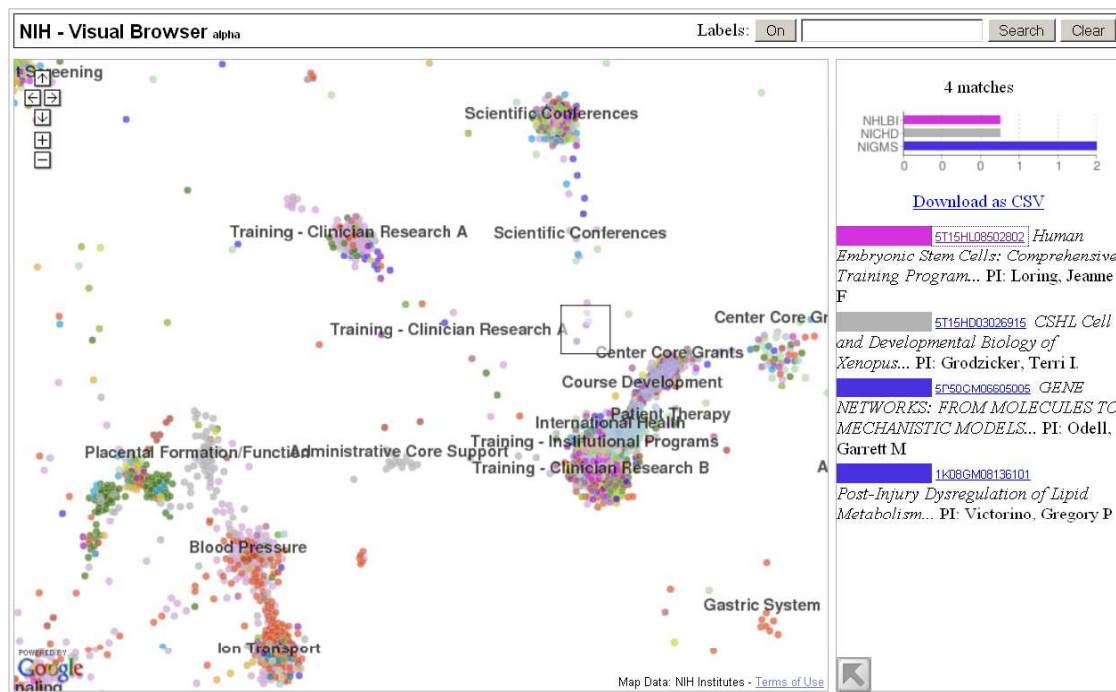 NIH - Visual Browser alpha
Labels: On Search Clear
t Screening
Scientific Conferences
Training - Clinician Research A
Scientific Conferences
Training - Clinician Research A
Center Core Gr
Center Core Grants
Course Development
Patient Therapy
International Health
Training - Institutional Programs
Placental Formation/Function
Administrative Core Support
Training - Clinician Research B
A
Blood Pressure
Gastric System
Ion Transport
POWERED BY
Google
naling
Map Data: NIH Institutes - Terms of Use
4 matches
NHLBI
NICHD
NIGMS
0 0 0 1 1 2
Download as CSV
5T15HL08502802 Human
Embryonic Stem Cells: Comprehensive
Training Program... PI: Loring, Jeanne
F
5T15HD03026915 CSHL Cell
and Developmental Biology of
Xenopus... PI: Grodzicker, Terri I.
5P50GM06605005 GENE
NETWORKS: FROM MOLECULES TO
MECHANISTIC MODELS... PI: Odell,
Garrett M
1K08GM08136101
Post-Injury Dysregulation of Lipid
Metabolism... PI: Victorino, Gregory P